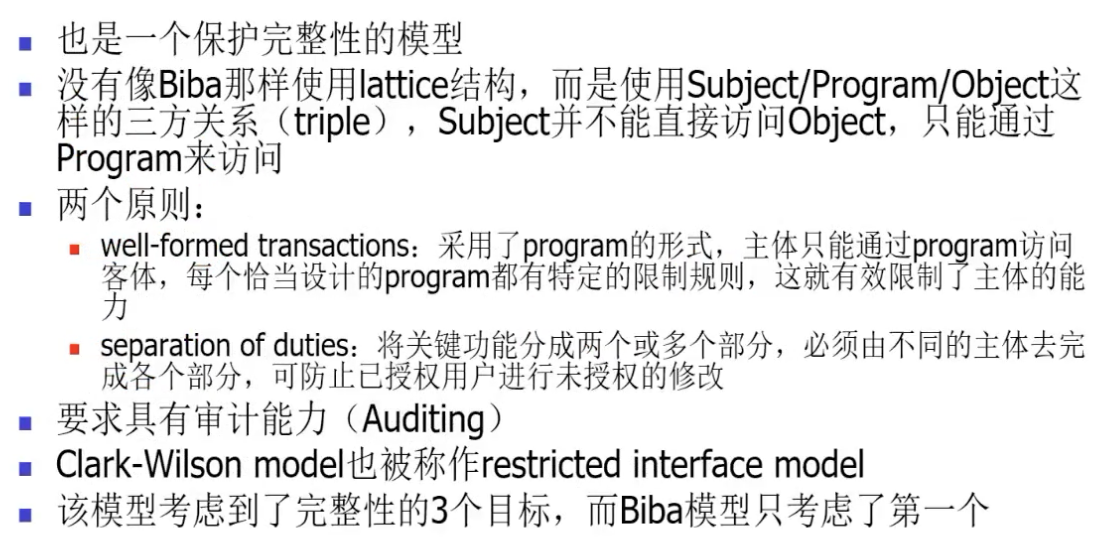 也是一个保护完整性的模型
没有像Biba那样使用lattice结构，而是使用Subject/Program/Object这
样的三方关系（triple），Subject并不能直接访问Object，只能通过
Program来访问
两个原则：
well-formed transactions：采用了program的形式，主体只能通过program访问
客体，每个恰当设计的program都有特定的限制规则，这就有效限制了主体的能
力
separation of duties：将关键功能分成两个或多个部分，必须由不同的主体去完
成各个部分，可防止已授权用户进行未授权的修改
要求具有审计能力（Auditing）
Clark-Wilson model也被称作restricted interface model
该模型考虑到了完整性的3个目标，而Biba模型只考虑了第一个